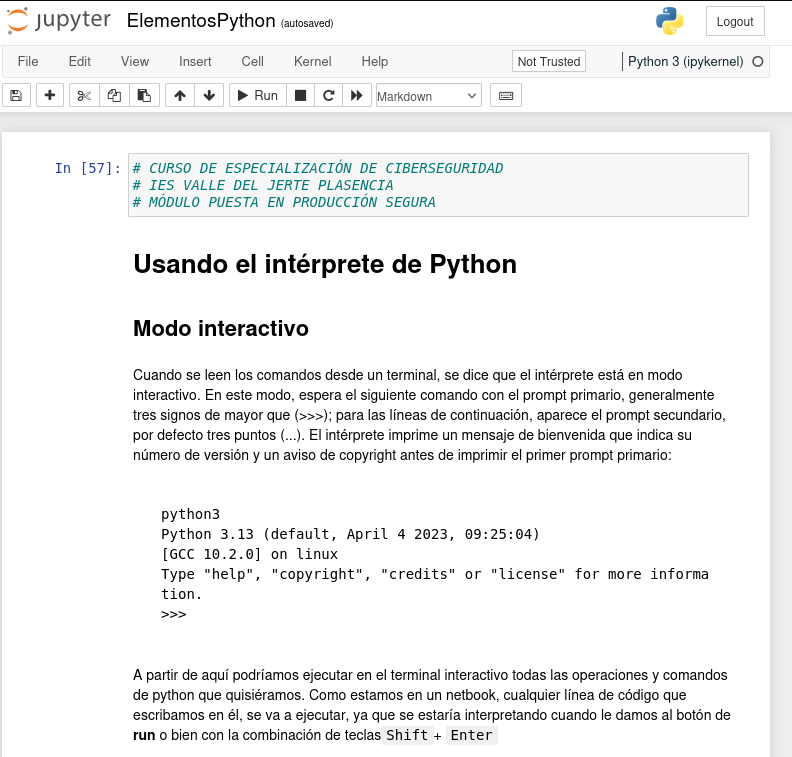 jupyter ElementosPython (autosaved)
Logout
File Edit View Insert Cell Kernel Help Not Trusted Python 3 (ipykernel)
Run Markdown
In [57]: # CURSO DE ESPECIALIZACIÓN DE CIBERSEGURIDAD
# IES VALLE DEL JERTE PLASENCIA
# MÓDULO PUESTA EN PRODUCCIÓN SEGURA
Usando el intérprete de Python
Modo interactivo
Cuando se leen los comandos desde un terminal, se dice que el intérprete está en modo
interactivo. En este modo, espera el siguiente comando con el prompt primario, generalmente
tres signos de mayor que (>>>); para las líneas de continuación, aparece el prompt secundario,
por defecto tres puntos (...). El intérprete imprime un mensaje de bienvenida que indica su
número de versión y un aviso de copyright antes de imprimir el primer prompt primario:
python3
Python 3.13 (default, April 4 2023, 09:25:04)
[GCC 10.2.0] on linux
Type "help", "copyright", "credits" or "license" for more informa
tion.
>>>
A partir de aquí podríamos ejecutar en el terminal interactivo todas las operaciones y comandos
de python que quisiéramos. Como estamos en un netbook, cualquier línea de código que
escribamos en él, se va a ejecutar, ya que se estaría interpretando cuando le damos al botón de
run o bien con la combinación de teclas Shift + Enter